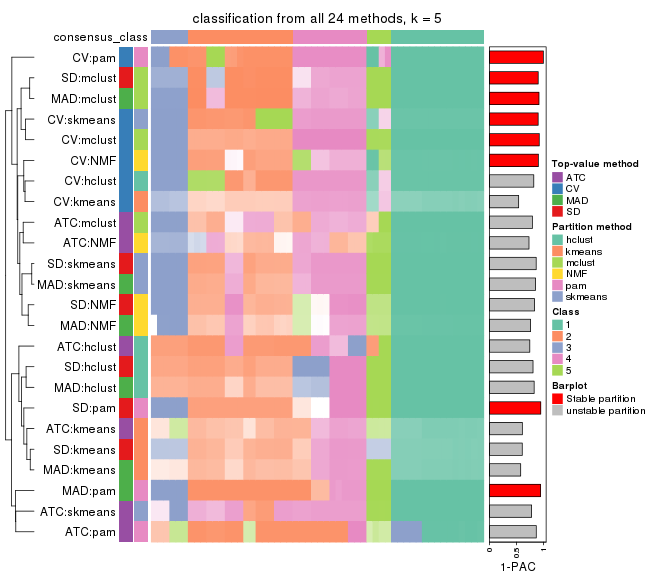 classification from all 24 methods, k = 5
consensus_class
CV:pam
SD:mclust
MAD:mclust
CV:skmeans
CV:mclust
CV:NMF
CV:hclust
CV:kmeans
ATC:mclust
ATC:NMF
SD:skmeans
MAD:skmeans
SD:NMF
MAD:NMF
ATC:hclust
SD:hclust
MAD:hclust
SD:pam
ATC:kmeans
SD:kmeans
MAD:kmeans
MAD:pam
ATC:skmeans
ATC:pam
0
0.5
1
1-PAC
Top-value method
ATC
CV
MAD
SD
Partition method
hclust
kmeans
mclust
NMF
pam
skmeans
Class
1
2
3
4
5
Barplot
Stable partition
unstable partition